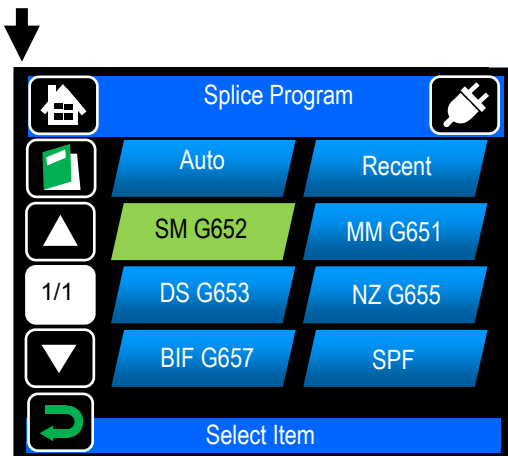 Splice Program
Auto
Recent
SM G652
MM G651
1/1
DS G653
NZ G655
BIF G657
SPF
Select Item